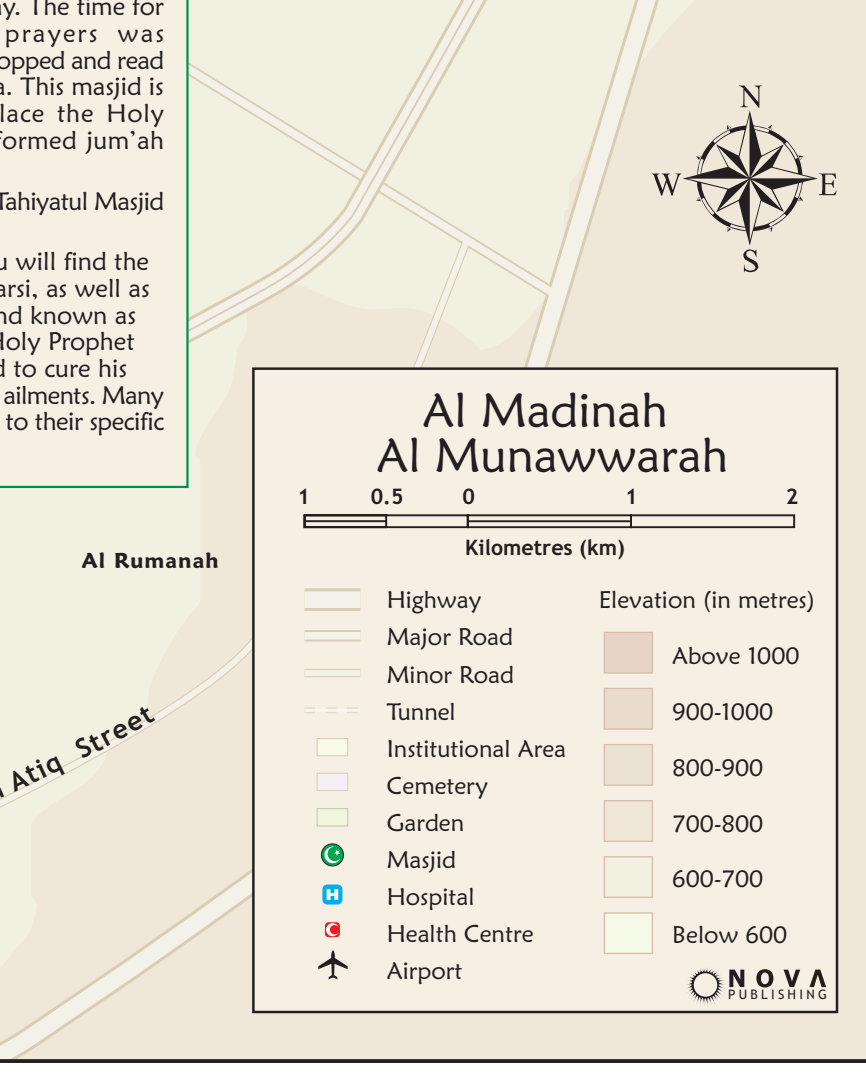 The time for
prayers was
opped and read
This masjid is
lace the Holy
formed jum'ah
Tahiyatul Masjid
will find the
arsi, as well as
nd known as
Holy Prophet
to cure his
ailments. Many
to their specific
N
W E
S
Al Madinah
Al Munawwarah
1 0.5 0 1 2
Kilometres (km)
Al Rumanah
Highway
Major Road
Minor Road
Tunnel
Institutional Area
Cemetery
Garden
Masjid
H Hospital
Health Centre
Airport
Elevation (in metres)
Above 1000
900-1000
800-900
700-800
600-700
Below 600
Atiq Street
NOVA
PUBLISHING